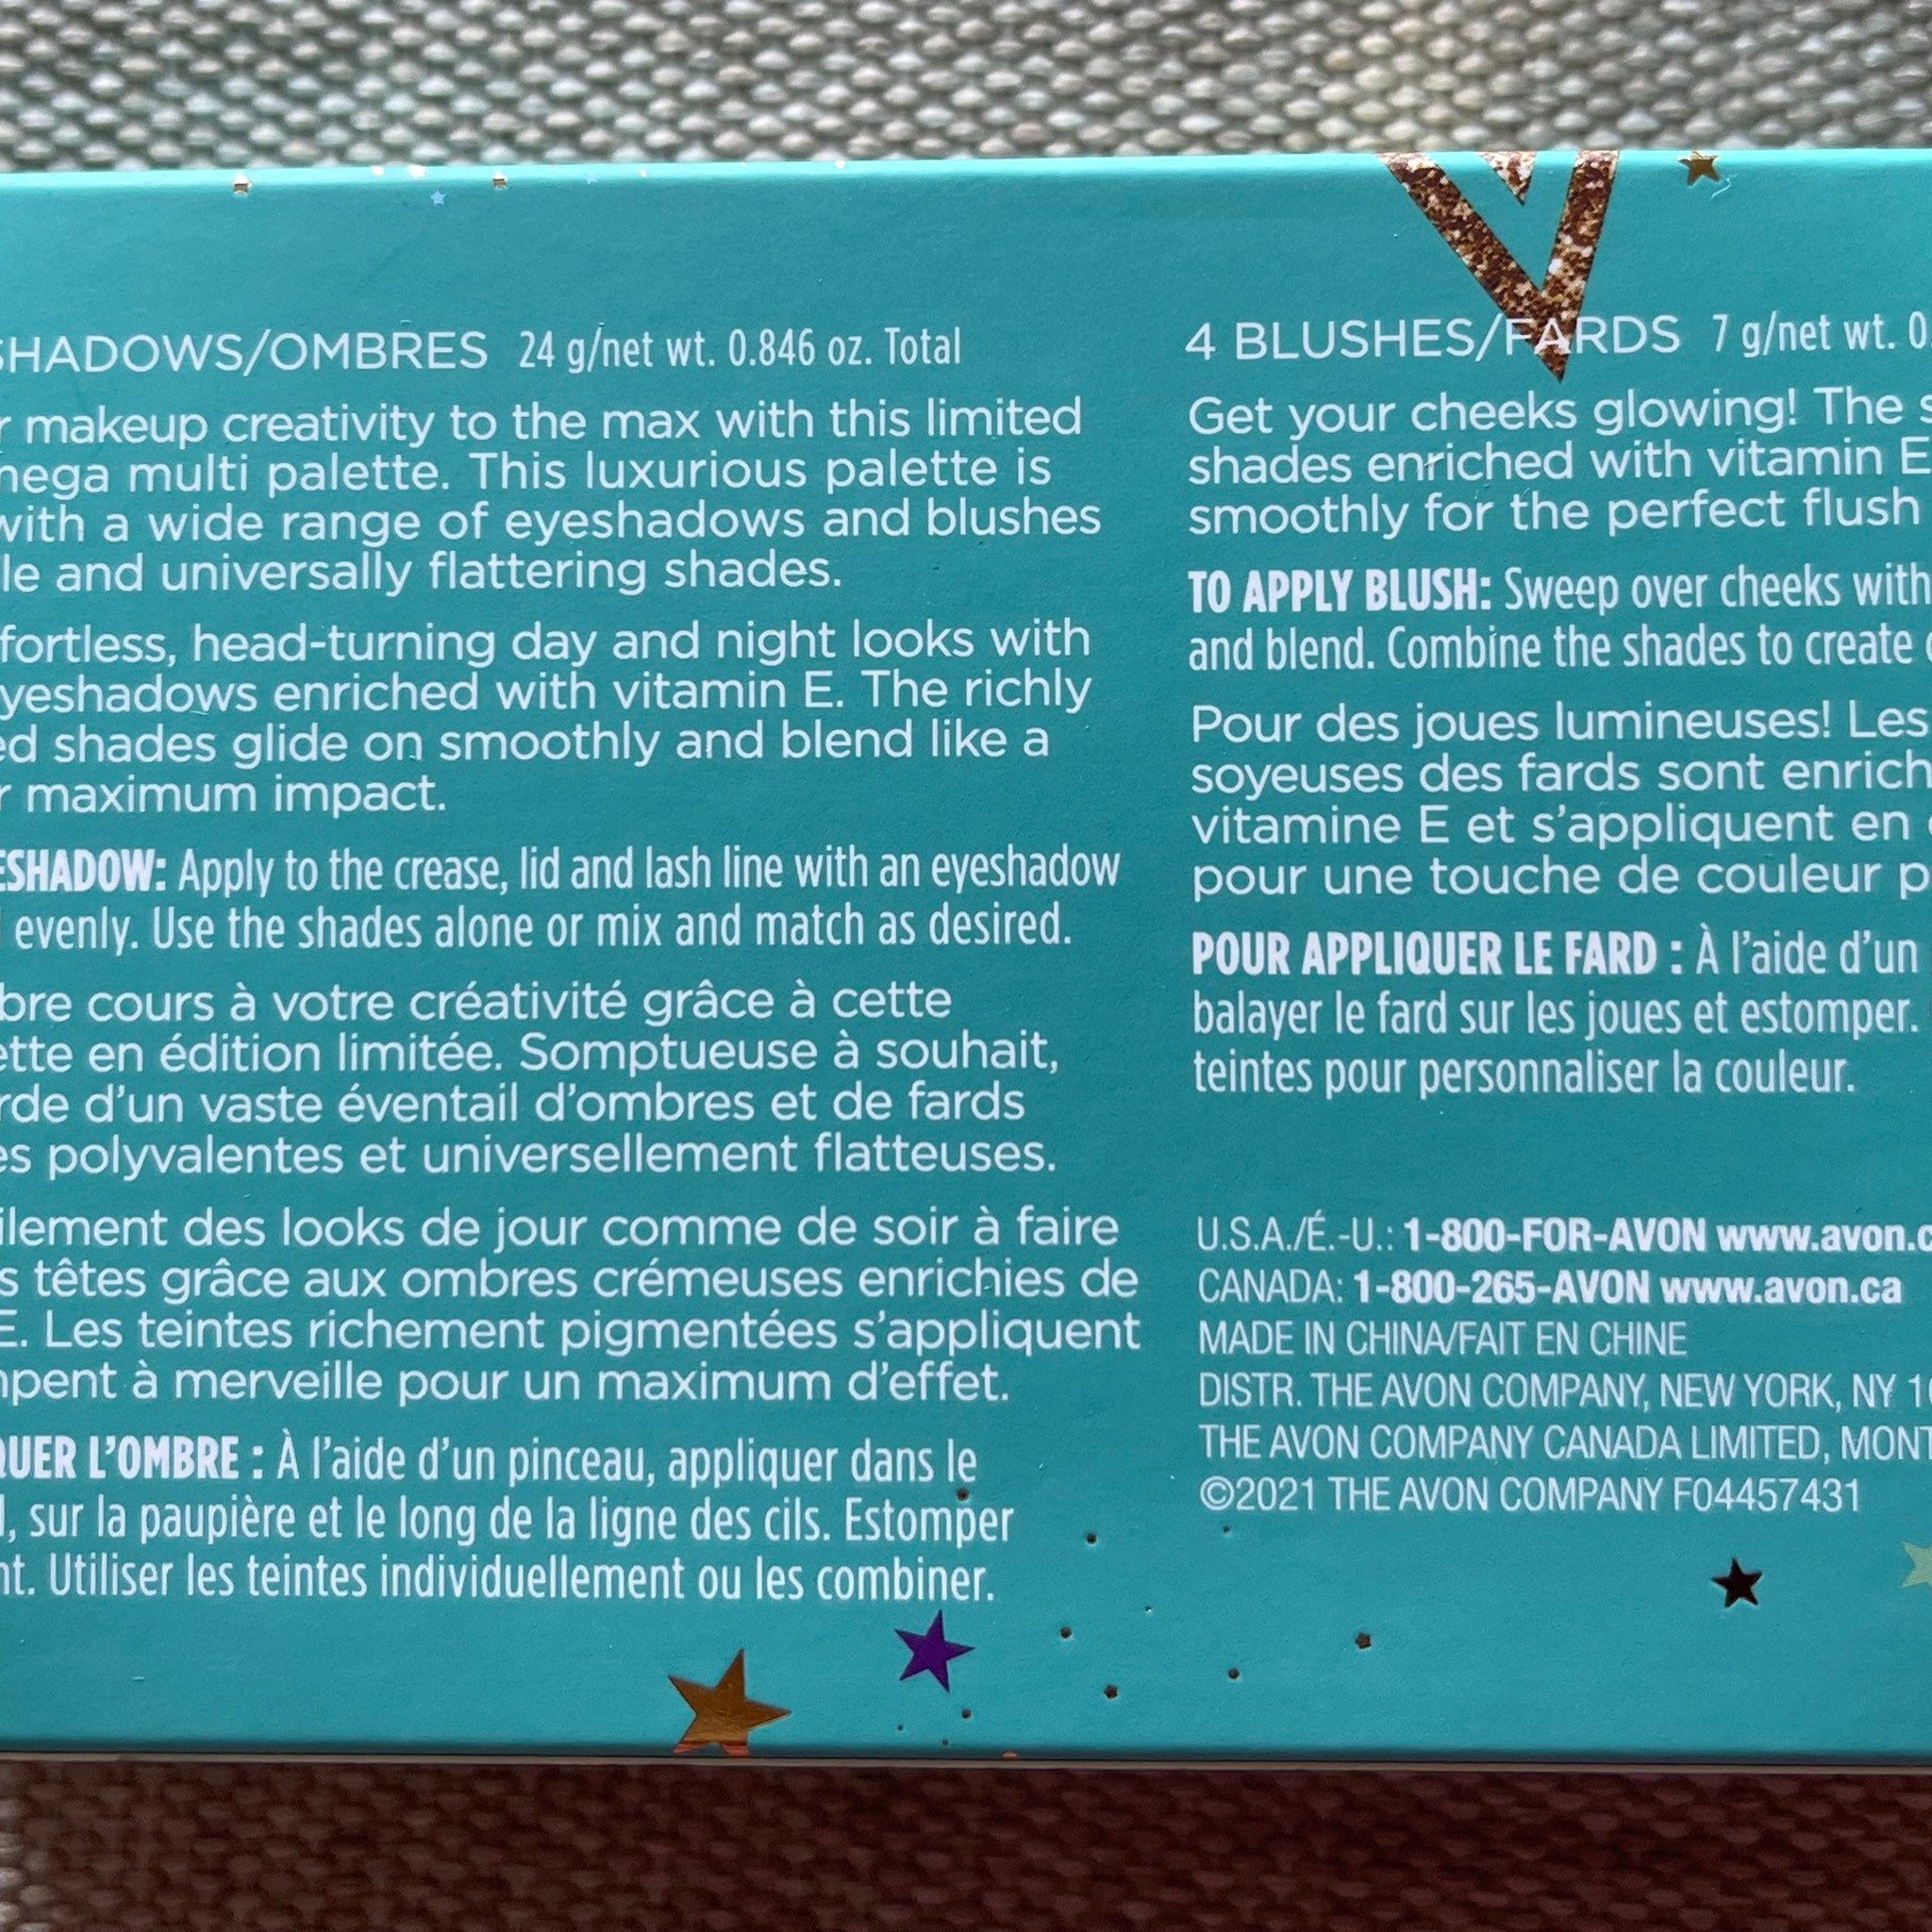 SHADOWS/OMBRES 24 g/net wt. 0.846 oz. Total
makeup creativity to the max with this limited
multi palette. This luxurious palette is
with a wide range of eyeshadows and blushes
and universally flattering shades.
head-turning day and night looks with
yeshadows enriched with vitamin E. The richly
shades glide on smoothly and blend like a
maximum impact.
ESHADOW: Apply to the crease, lid and lash line with an eyeshadow
evenly. Use the shades alone or mix and match as desired.
bre cours à votre créativité grâce à cette
ette en édition limitée. Somptueuse à souhait,
rde d'un vaste éventail d'ombres et de fards
es polyvalentes et universellement flatteuses.
ilement des looks de jour comme de soir à faire
s têtes grâce aux ombres crémeuses enrichies de
E. Les teintes richement pigmentées s'appliquent
mpent à merveille pour un maximum d'effet.
QUER L'OMBRE : À l'aide d'un pinceau, appliquer dans le
l, sur la paupière et le long de la ligne des cils. Estomper
nt. Utiliser les teintes individuellement ou les combiner.
4 BLUSHES/FARDS 7 g/net wt. 0.
Get your cheeks glowing! The s
shades enriched with vitamin E
smoothly for the perfect flush
TO APPLY BLUSH: Sweep over cheeks with
and blend. Combine the shades to create
Pour des joues lumineuses! Les
soyeuses des fards sont enrich
vitamine E et s'appliquent en
pour une touche de couleur p
POUR APPLIQUER LE FARD : À l'aide d'un
balayer le fard sur les joues et estomper.
teintes pour personnaliser la couleur.
U.S.A./É.-U.: 1-800-FOR-AVON www.avon.c
CANADA: 1-800-265-AVON www.avon.ca
MADE IN CHINA/FAIT EN CHINE
DISTR. THE AVON COMPANY, NEW YORK, NY 1
THE AVON COMPANY CANADA LIMITED, MONT
©2021 THE AVON COMPANY F04457431